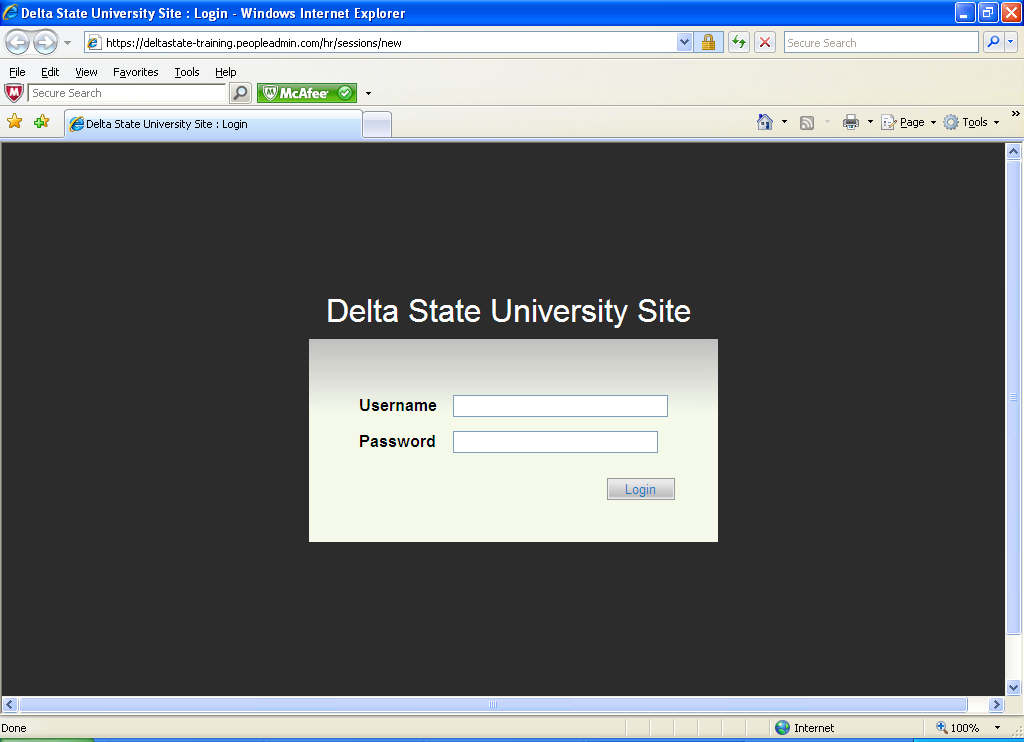 Delta State University Site : Login - Windows Internet Explorer
https://deltastate-training.peopleadmin.com/hr/sessions/new
Secure Search
File Edit View Favorites Tools Help
Secure Search
McAfee
Delta State University Site : Login
Page Tools »
Delta State University Site
Username
Password
Login
Done Internet 100%